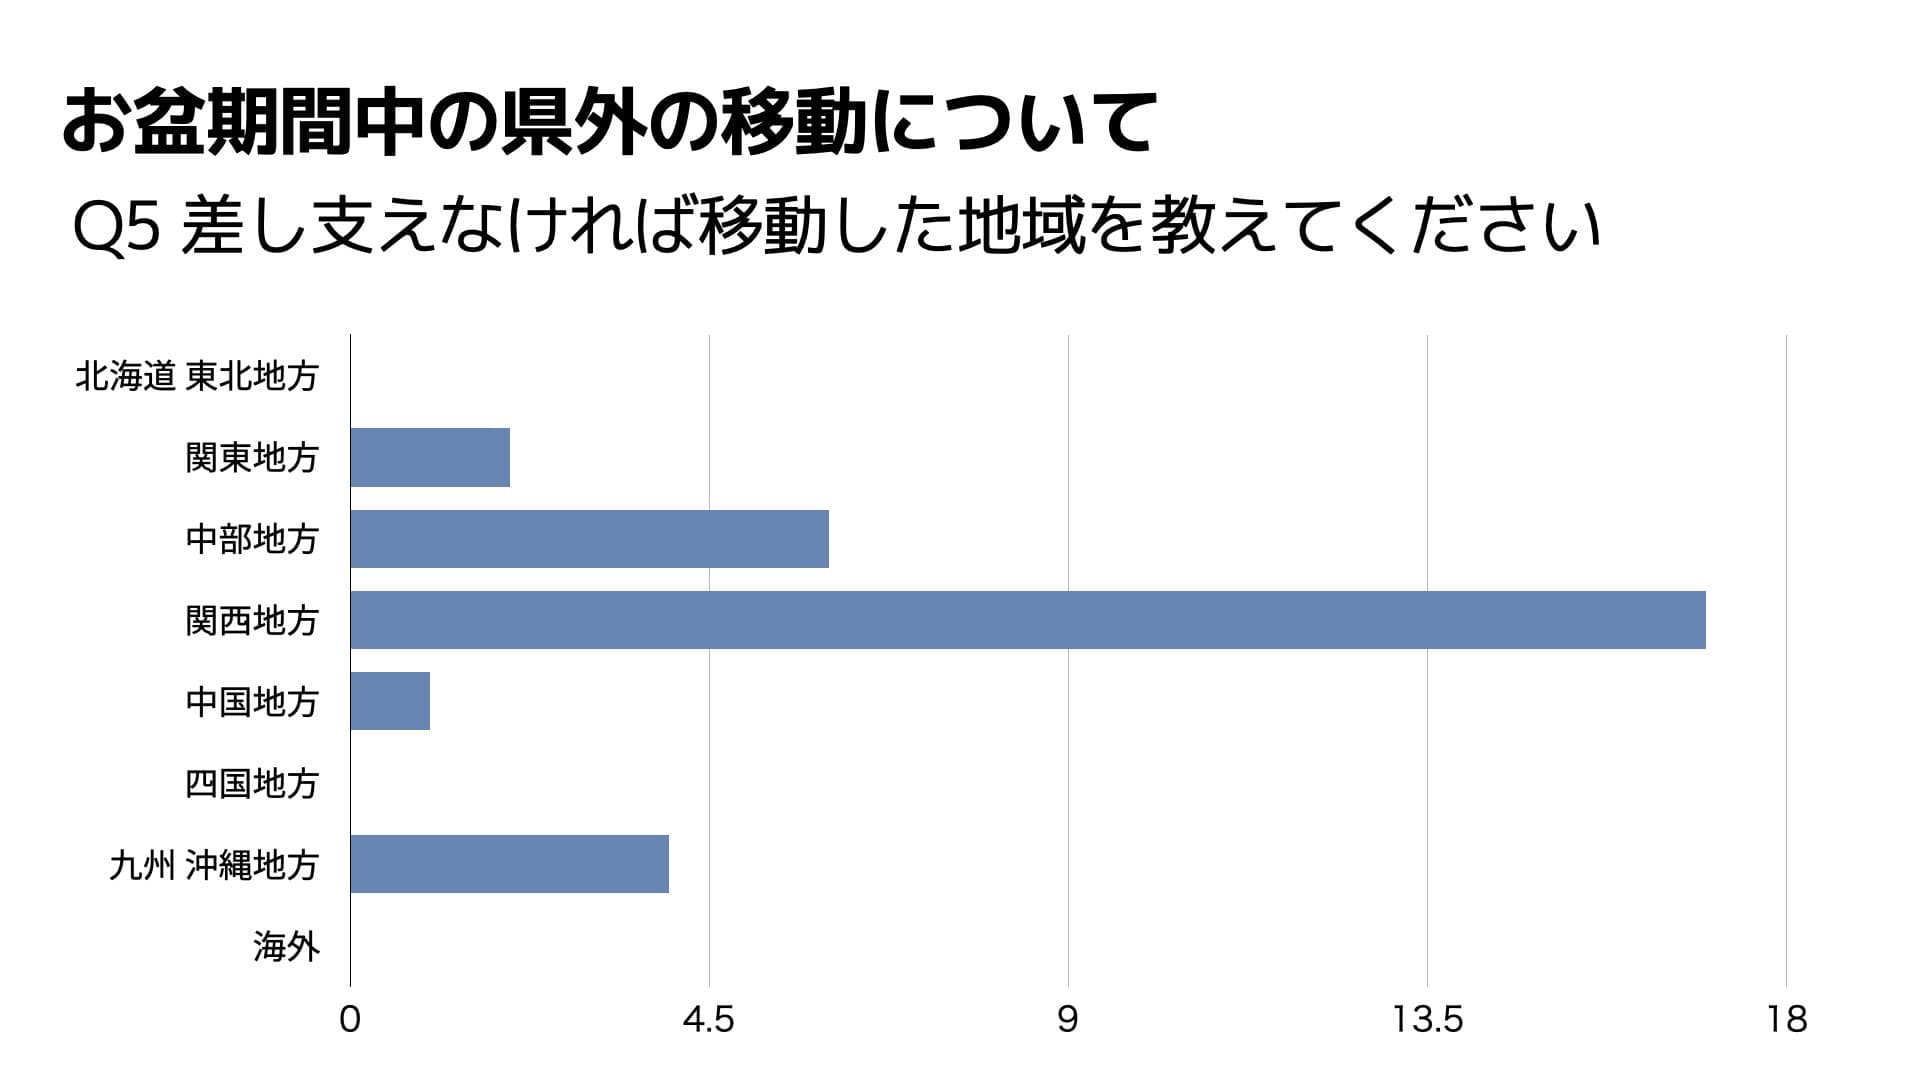 お盆期間中の県外の移動について
Q5 差し支えなければ移動した地域を教えてください
北海道 東北地方
関東地方
中部地方
関西地方
中国地方
四国地方
九州 沖縄地方
海外
0 4.5 9 13.5 18